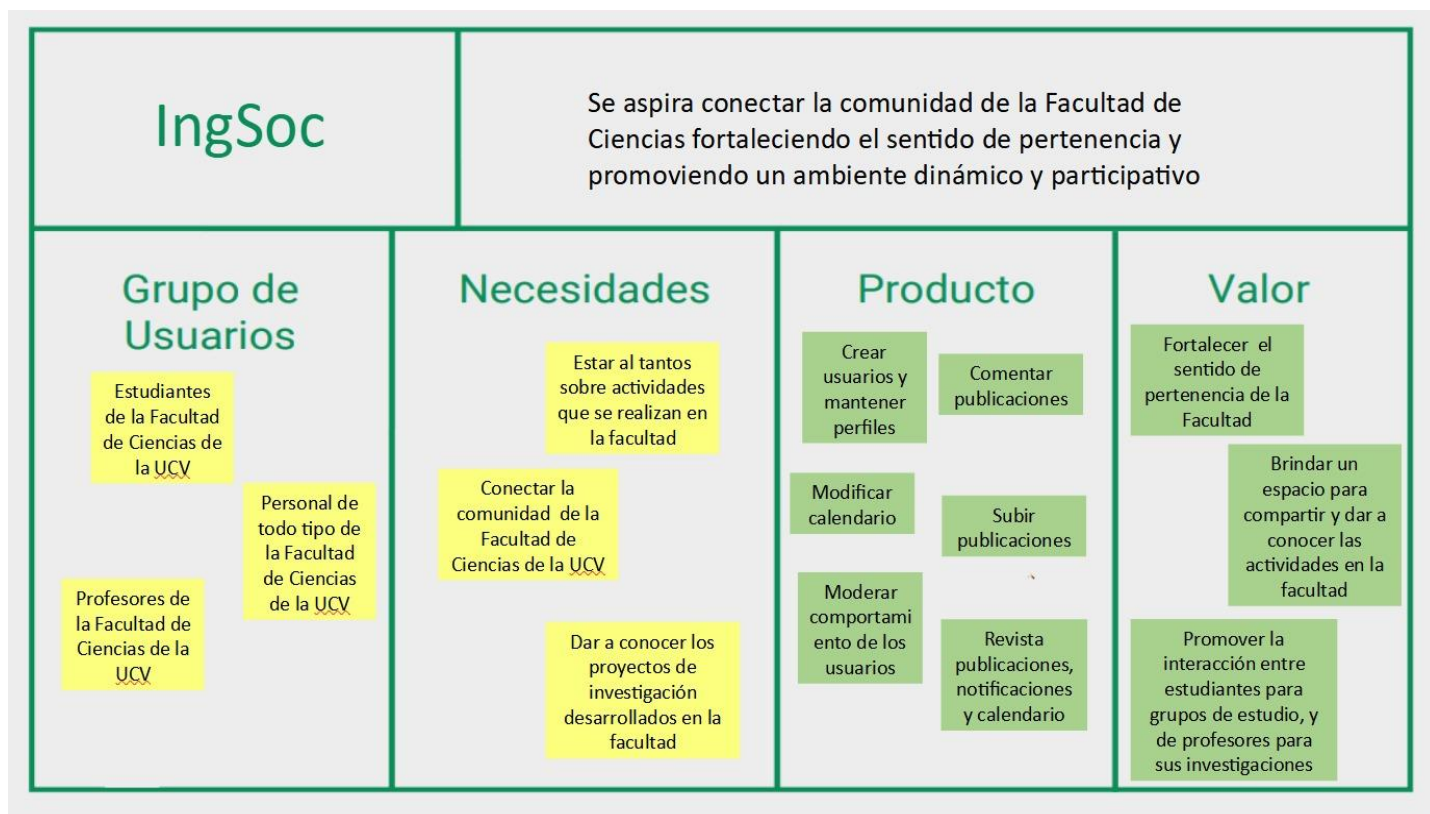 IngSoc
Se aspira conectar la comunidad de la Facultad de
Ciencias fortaleciendo el sentido de pertenencia y
promoviendo un ambiente dinámico y participativo
Grupo de
Usuarios
Estudiantes
de la Facultad
de Ciencias de
la UCV
Personal de
todo tipo de
la Facultad
de Ciencias
de la UCV
Profesores de
la Facultad de
Ciencias de la
UCV
Necesidades
Estar al tantos
sobre actividades
que se realizan en
la facultad
Conectar la
comunidad de la
Facultad de
Ciencias de la UCV
Dar a conocer los
proyectos de
investigación
desarrollados en la
facultad
Producto
Crear
usuarios y
mantener
perfiles
Comentar
publicaciones
Modificar
calendario
Subir
publicaciones
Moderar
comportami
ento de los
usuarios
Revista
publicaciones,
notificaciones
y calendario
Valor
Fortalecer el
sentido de
pertenencia de la
Facultad
Brindar un
espacio para
compartir y dar a
conocer las
actividades en la
facultad
Promover la
interacción entre
estudiantes para
grupos de estudio, y
de profesores para
sus investigaciones